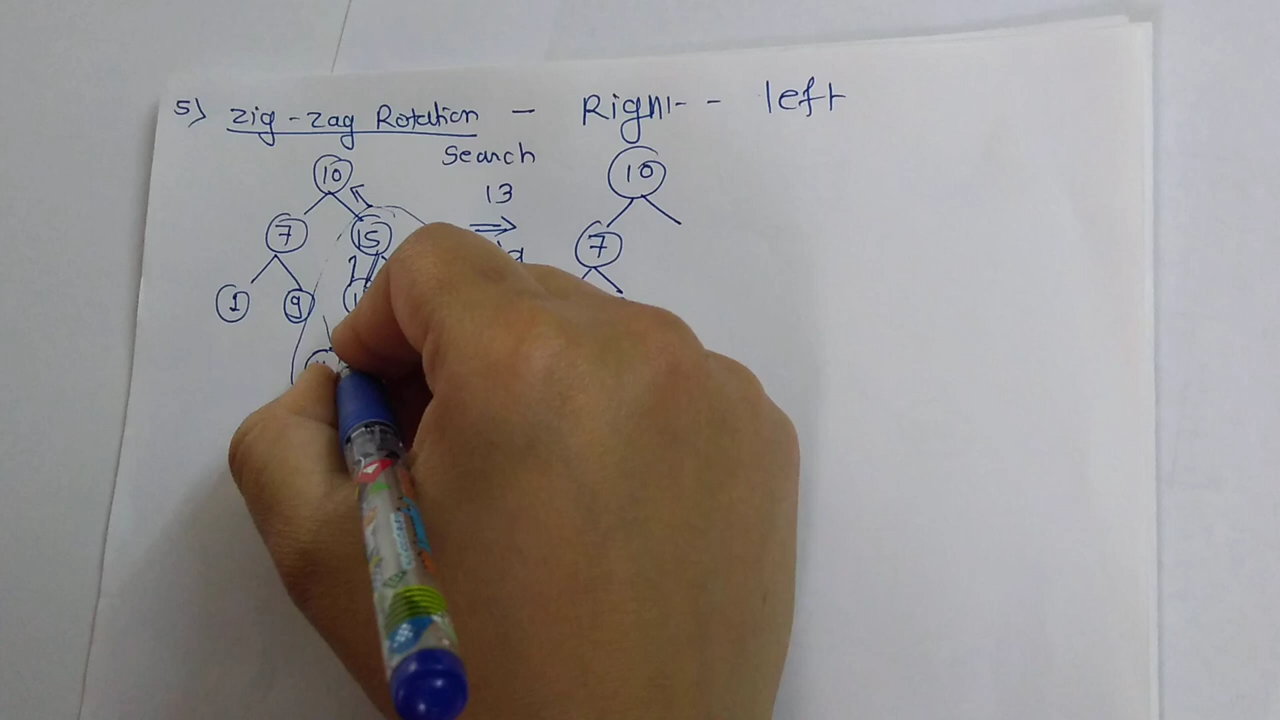 5) Zig-Zag Rotation - Right - left
Search
10 13 10
7 15 7
1 9